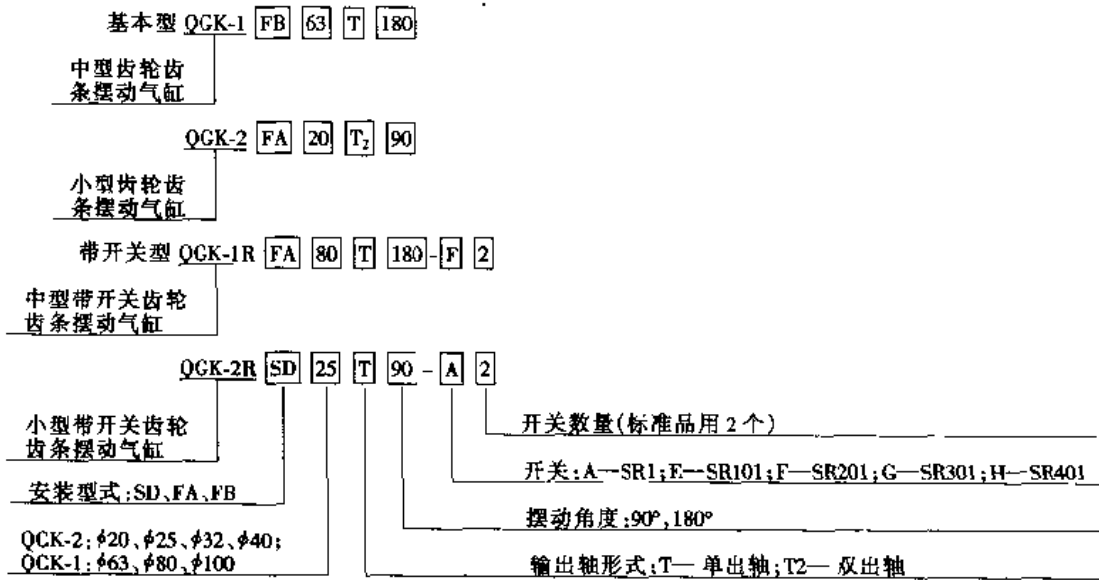 基本型 QGK-1 FB 63 T 180
中型齿轮齿
条摆动气缸
QGK-2 FA 20 T₂ 90
小型齿轮齿
条摆动气缸
带开关型 QGK-1R FA 80 T 180-F 2
中型带开关齿轮
齿条摆动气缸
QGK-2R SD 25 T 90-A 2
小型带开关齿轮
齿条摆动气缸
开关数量(标准品用2个)
开关:A—SR1;E—SR101;F—SR201;G—SR301;H—SR401
安装型式:SD、FA、FB
摆动角度:90°,180°
QCK-2:ϕ20、ϕ25、ϕ32、ϕ40;
QCK-1:ϕ63、ϕ80、ϕ100
输出轴形式:T—单出轴;T2—双出轴